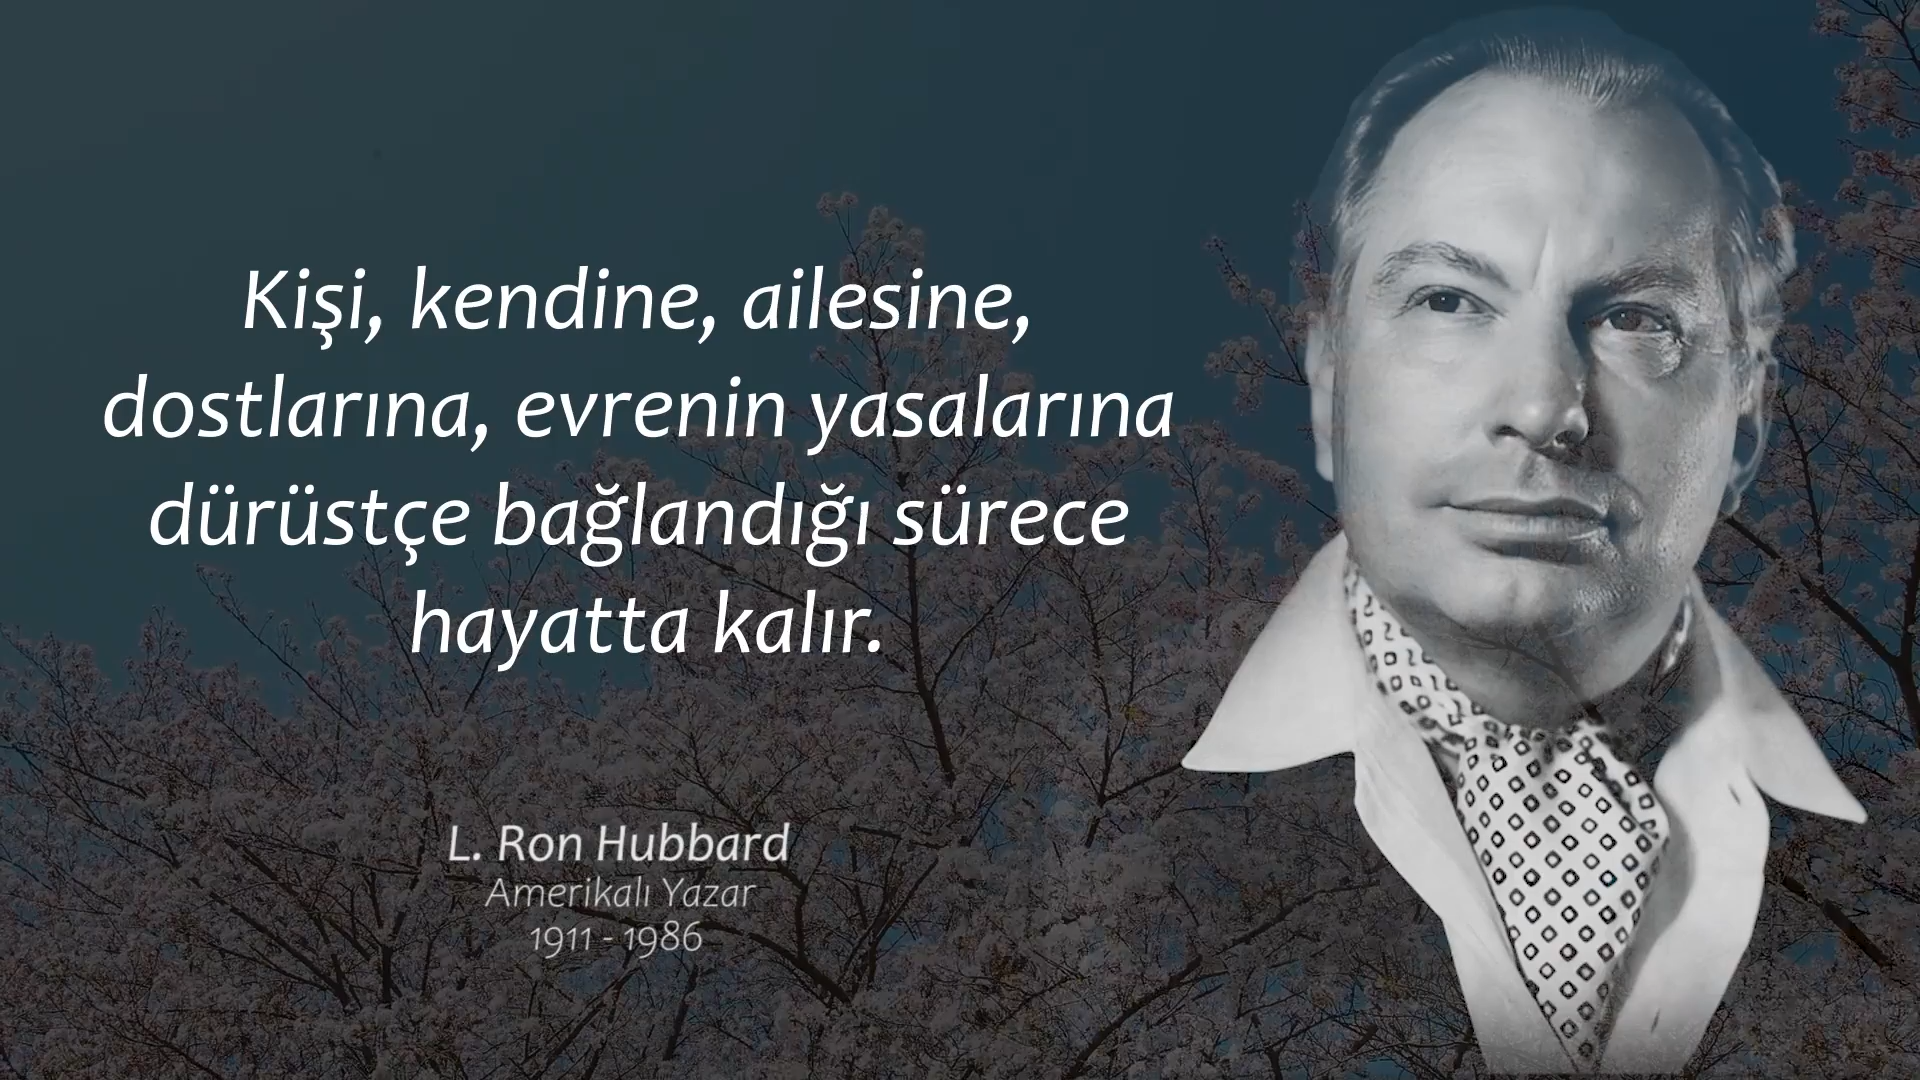 Kişi, kendine, ailesine,
dostlarına, evrenin yasalarına
dürüstçe bağlandığı sürece
hayatta kalır.
L. Ron Hubbard
Amerikalı Yazar
1911 - 1986